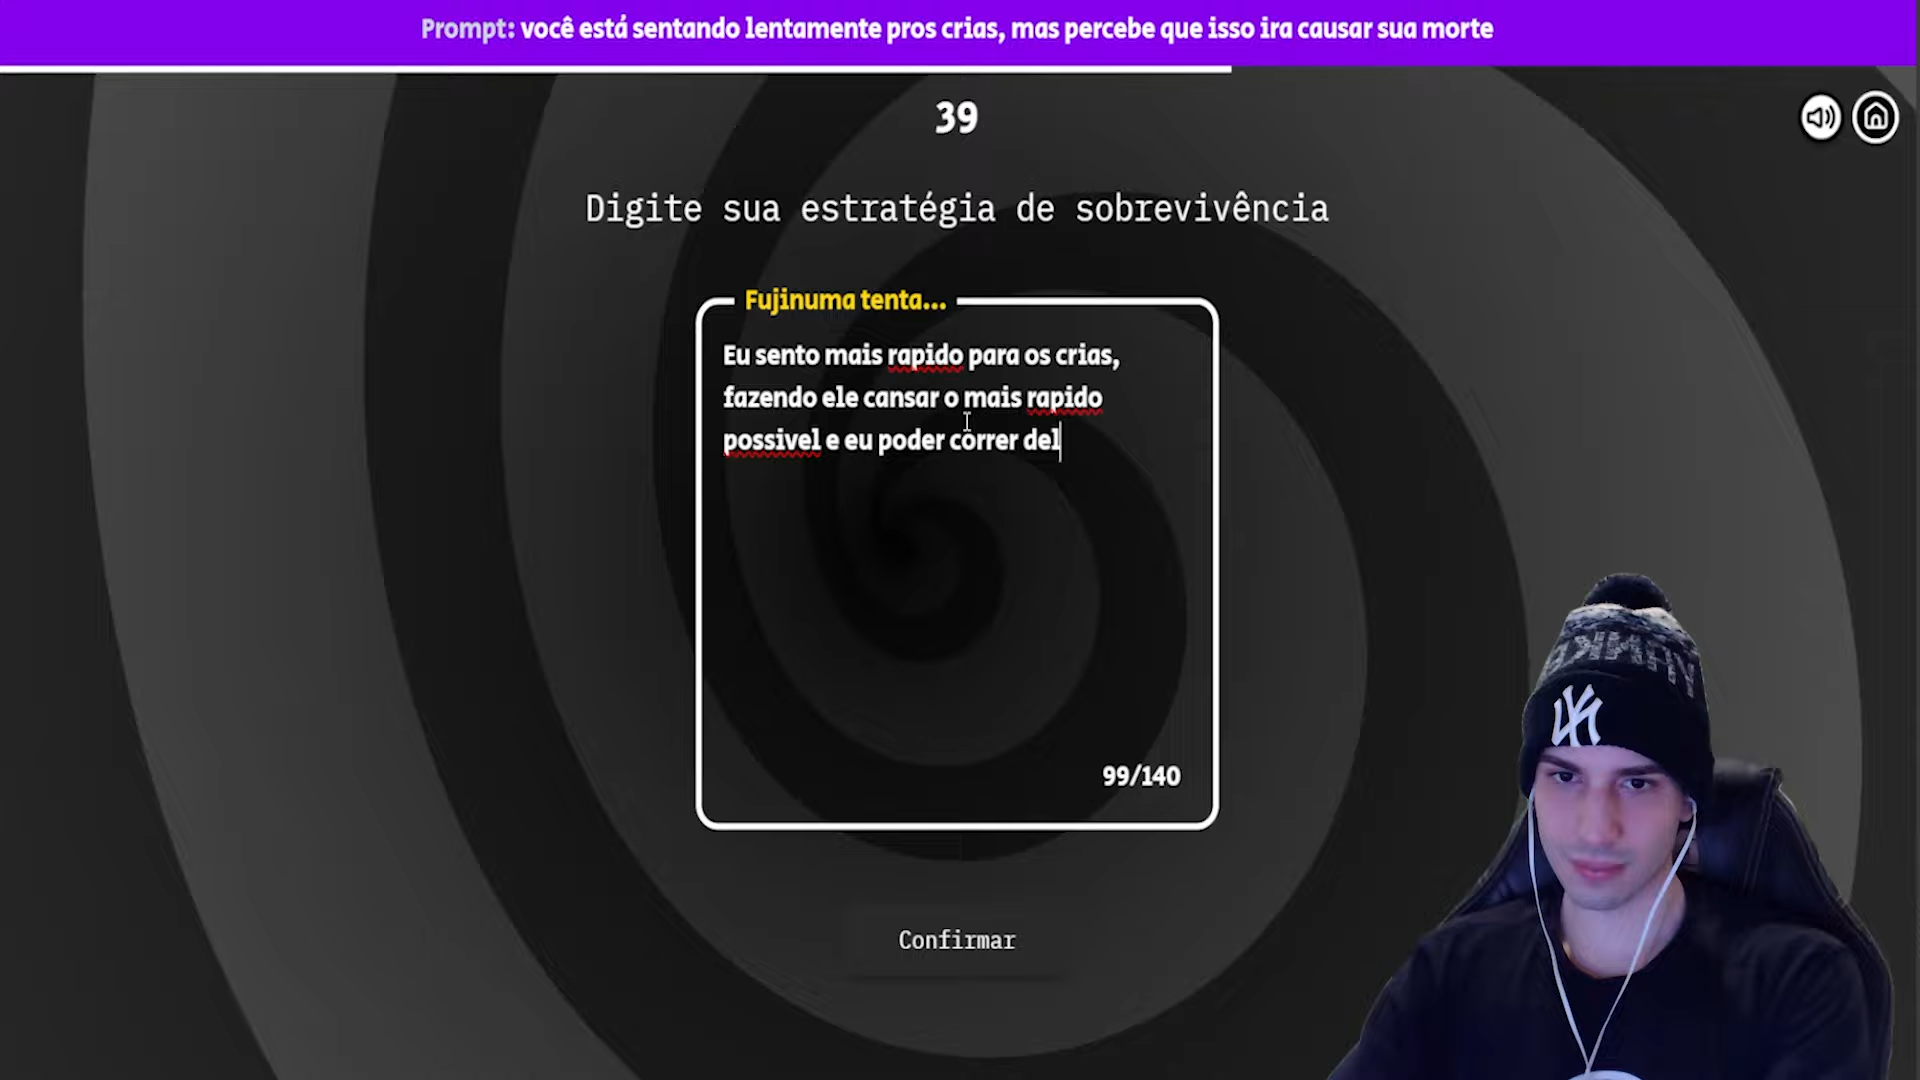 Prompt: você está sentando lentamente pros crias, mas percebe que isso ira causar sua morte
39
Digite sua estratégia de sobrevivência
Fujinuma tenta...
Eu sento mais rapido para os crias,
fazendo ele cansar o mais rapido
possivel e eu poder correr del
99/140
Confirmar
NY